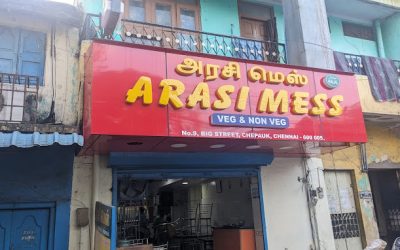 அரசி மெஸ்
ARASI MESS
VEG & NON VEG
No.9, BIG STREET, CHEPAUK, CHENNAI - 600 005.